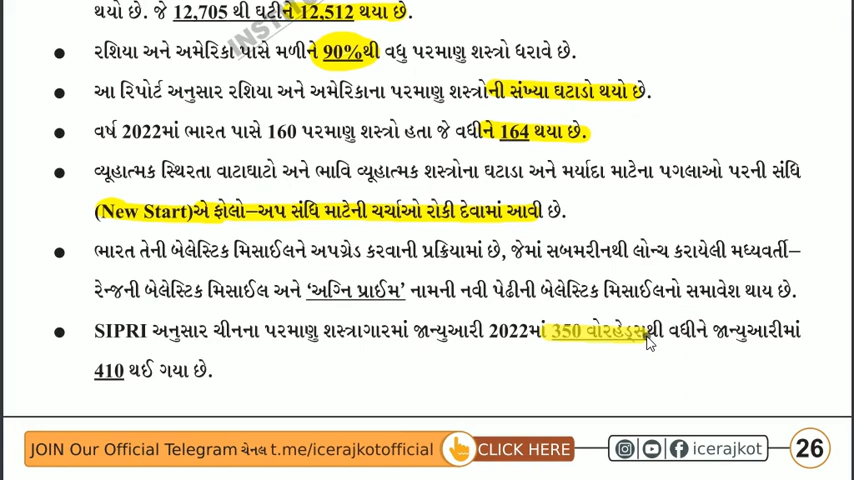 થયો છે. જે 12,705 થી ઘટીને 12,512 થયા છે.
INSTIT
● રશિયા અને અમેરિકા પાસે મળીને 90%થી વધુ પરમાણુ શસ્ત્રો ધરાવે છે.
● આ રિપોર્ટ અનુસાર રશિયા અને અમેરિકાના પરમાણુ શસ્ત્રોની સંખ્યા ઘટાડો થયો છે.
● વર્ષ 2022માં ભારત પાસે 160 પરમાણુ શસ્ત્રો હતા જે વધીને 164 થયા છે.
● વ્યૂહાત્મક સ્થિરતા વાટાઘાટો અને ભાવિ વ્યૂહાત્મક શસ્ત્રોના ઘટાડા અને મર્યાદા માટેના પગલાઓ પરની સંધિ
(New Start)એ ફોલો–અપ સંધિ માટેની ચર્ચાઓ રોકી દેવામાં આવી છે.
● ભારત તેની બેલેસ્ટિક મિસાઈલને અપગ્રેડ કરવાની પ્રક્રિયામાં છે, જેમાં સબમરીનથી લોન્ચ કરાયેલી મધ્યવર્તી–
રેન્જની બેલેસ્ટિક મિસાઈલ અને ‘અગ્નિ પ્રાઈમ’ નામની નવી પેઢીની બેલેસ્ટિક મિસાઈલનો સમાવેશ થાય છે.
● SIPRI અનુસાર ચીનના પરમાણુ શસ્ત્રાગારમાં જાન્યુઆરી 2022માં 350 વોરહેડ્સથી વધીને જાન્યુઆરીમાં
410 થઈ ગયા છે.
JOIN Our Official Telegram ચેનલ t.me/icerajkotofficial CLICK HERE icerajkot 26